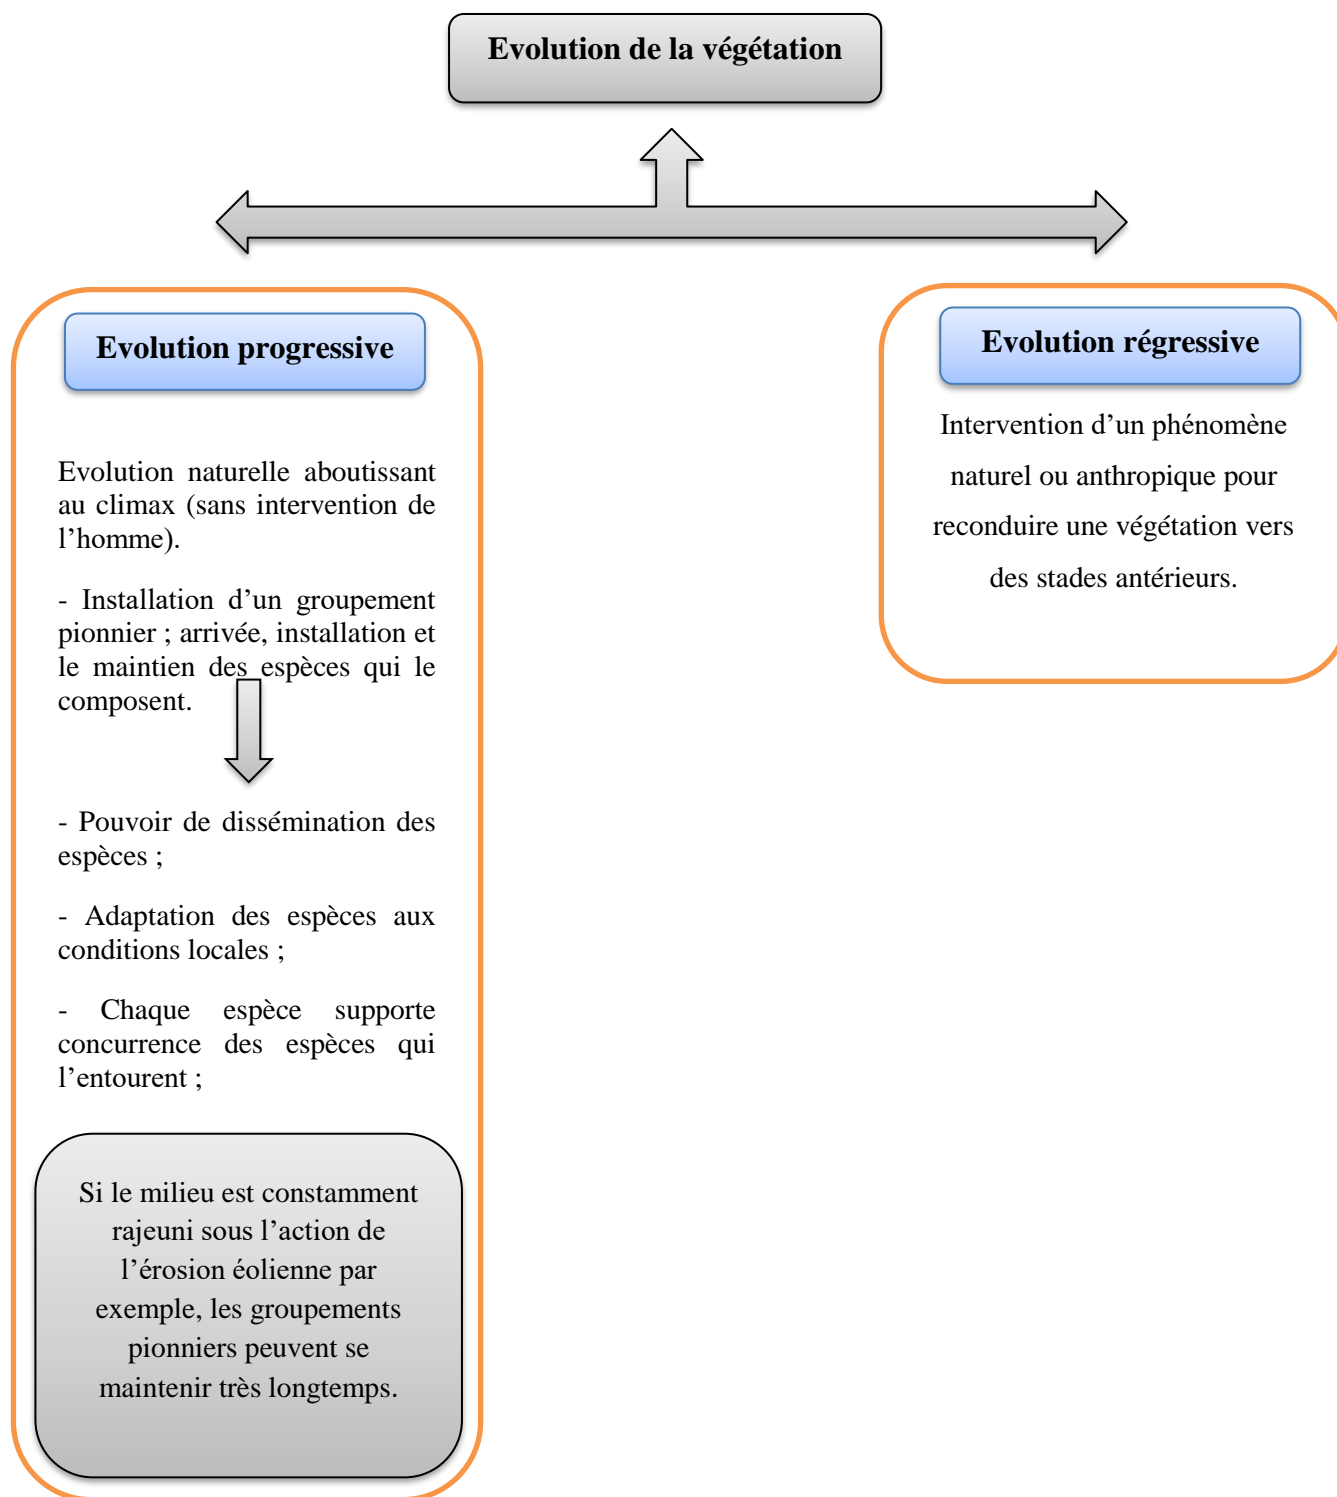 Evolution de la végétation
Evolution progressive
Evolution naturelle aboutissant
au climax (sans intervention de
l’homme).
- Installation d’un groupement
pionnier ; arrivée, installation et
le maintien des espèces qui le
composent.
- Pouvoir de dissémination des
espèces ;
- Adaptation des espèces aux
conditions locales ;
- Chaque espèce supporte
concurrence des espèces qui
l’entourent ;
Si le milieu est constamment
rajeuni sous l’action de
l’érosion éolienne par
exemple, les groupements
pionniers peuvent se
maintenir très longtemps.
Evolution régressive
Intervention d’un phénomène
naturel ou anthropique pour
reconduire une végétation vers
des stades antérieurs.